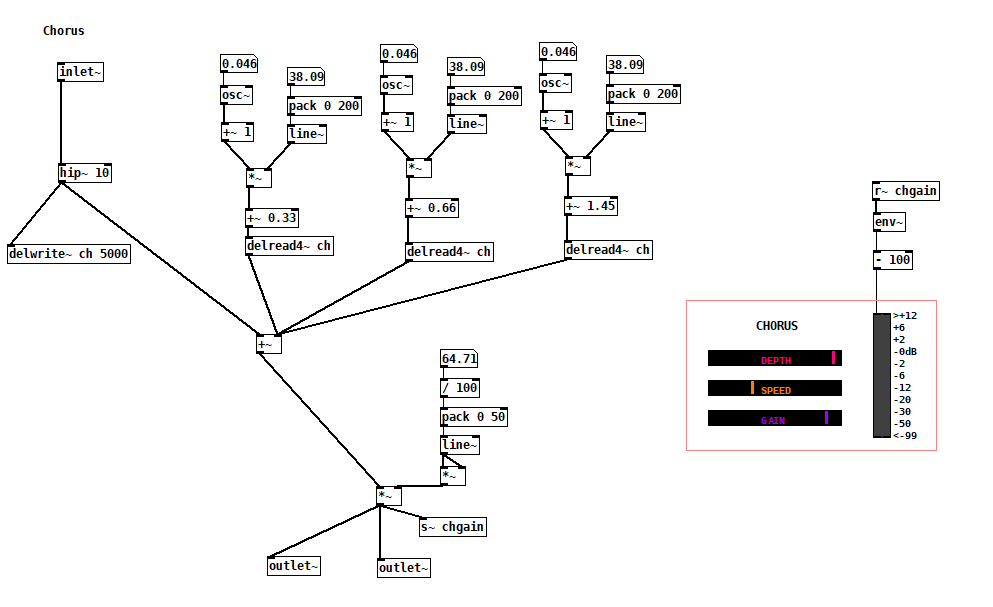 Chorus
inlet~
hip~ 10
delwrite~ ch 5000
0.046
osc~
+~ 1
38.09
pack 0 200
line~
*~
+~ 0.33
delread4~ ch
0.046
osc~
+~ 1
38.09
pack 0 200
line~
*~
+~ 0.66
delread4~ ch
0.046
osc~
+~ 1
38.09
pack 0 200
line~
*~
+~ 1.45
delread4~ ch
+~
64.71
/ 100
pack 0 50
line~
*~
*~
s~ chgain
outlet~
outlet~
r~ chgain
env~
- 100
CHORUS
DEPTH
SPEED
GAIN
>+12
+6
+2
-0dB
-2
-6
-12
-20
-30
-50
<-99